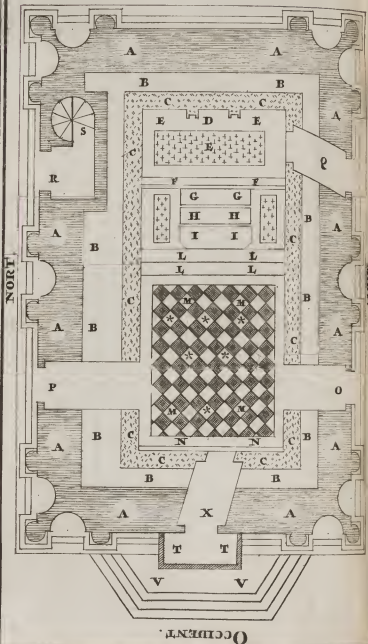 A A
B B
C C C
A A
S
E D E
E
Q
R
C
F F
G G
H H
I I
B B
A A
L L
L L
NORT
C C
M M
B B
A A
P O
M M
N N
C C
A B C C B A
B B
A A
X
T T
V V
OCCIDENT.